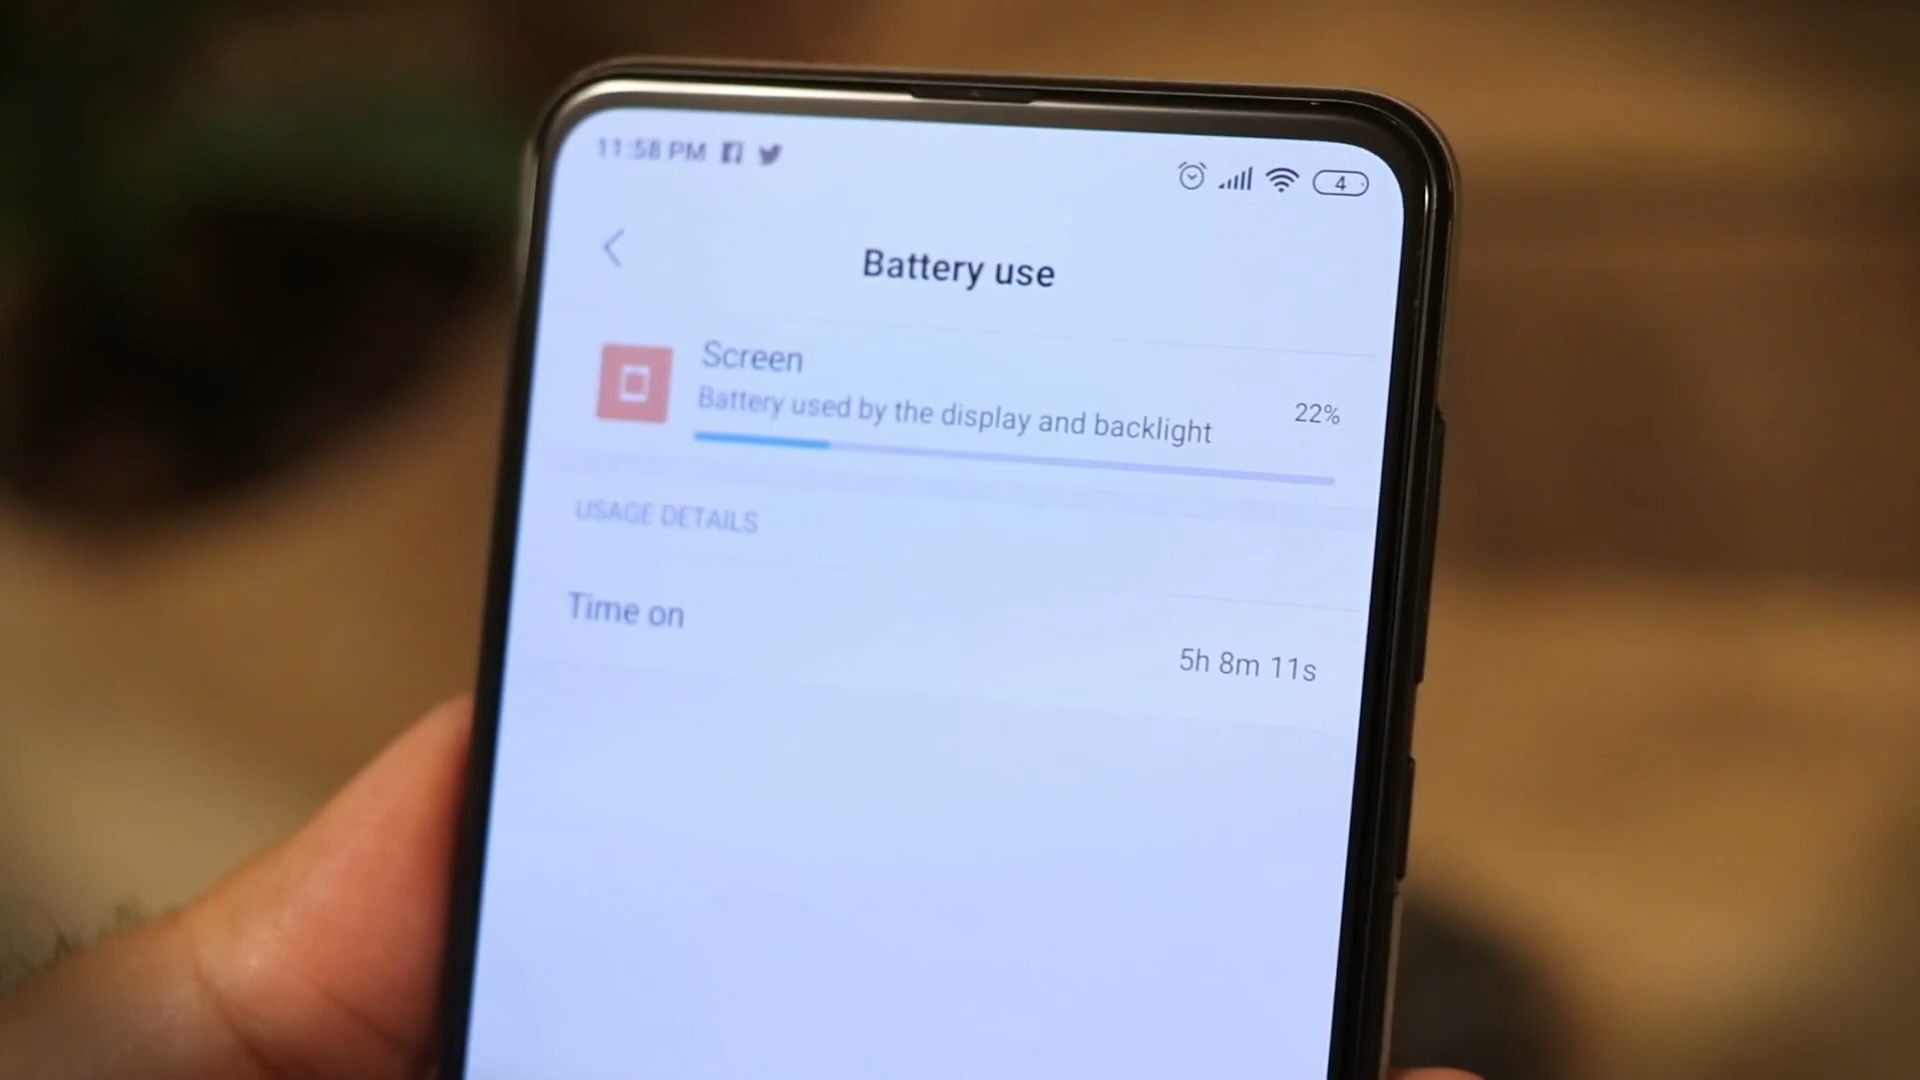 11:58 PM
4
Battery use
Screen
Battery used by the display and backlight
22%
USAGE DETAILS
Time on
5h 8m 11s